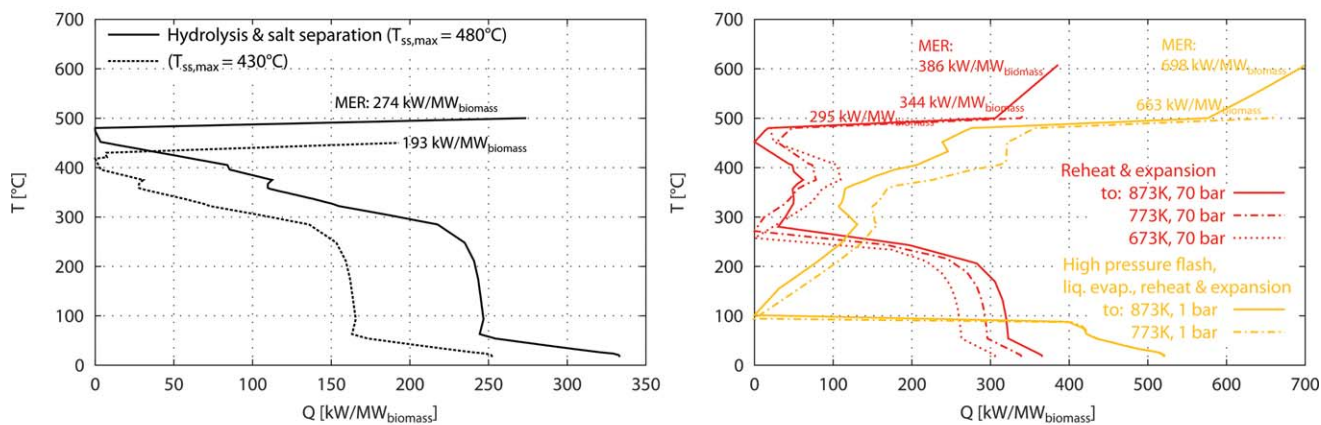 Hydrolysis & salt separation (Tss,max = 480°C)
(Tss,max = 430°C)
MER: 274 kW/MWbiomass
193 kW/MWbiomass
700
600
500
400
300
200
100
0
T [°C]
0 50 100 150 200 250 300 350
Q [kW/MWbiomass]
MER:
386 kW/MWbiomass
344 kW/MWbiomass
295 kW/MWbiomass
MER:
698 kW/MWbiomass
663 kW/MWbiomass
Reheat & expansion
to: 873K, 70 bar
773K, 70 bar
673K, 70 bar
High pressure flash,
liq. evap., reheat & expansion
to: 873K, 1 bar
773K, 1 bar
700
600
500
400
300
200
100
0
T [°C]
0 100 200 300 400 500 600 700
Q [kW/MWbiomass]